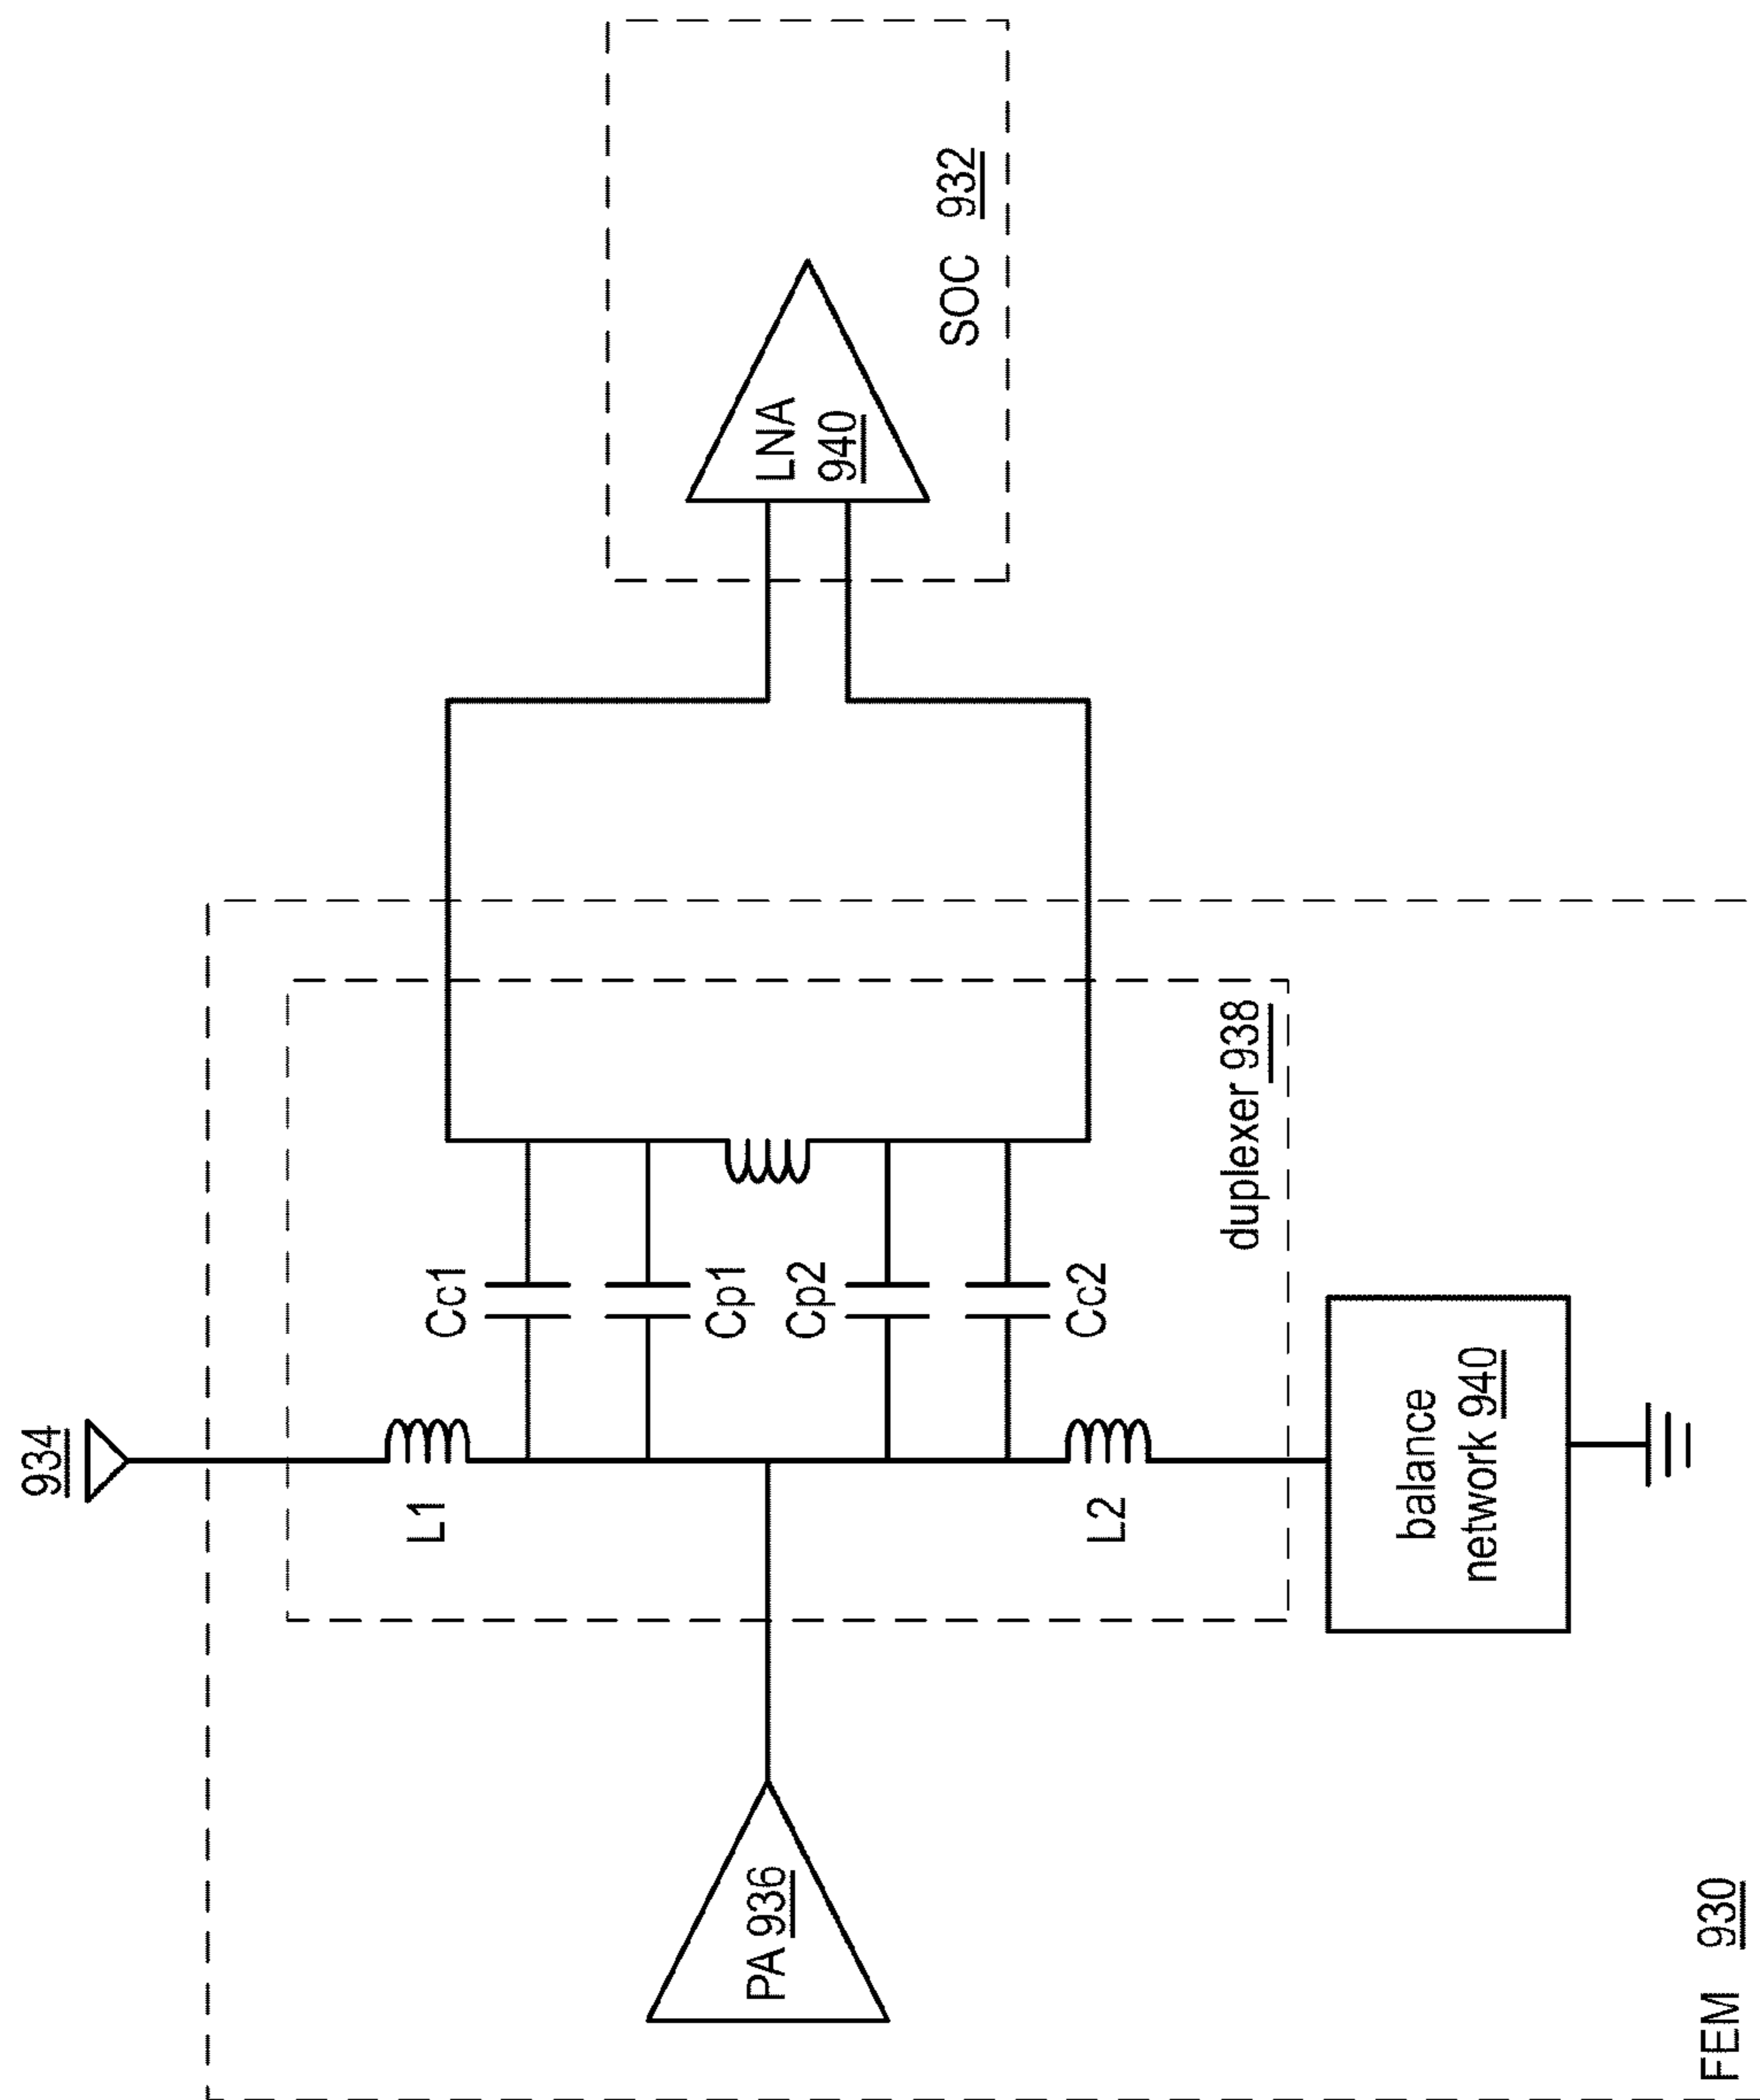 934
L1
Cc1
Cp1
PA 936
LNA
940
Cp2
SOC 932
L2
Cc2
duplexer 938
balance
network 940
FEM 930